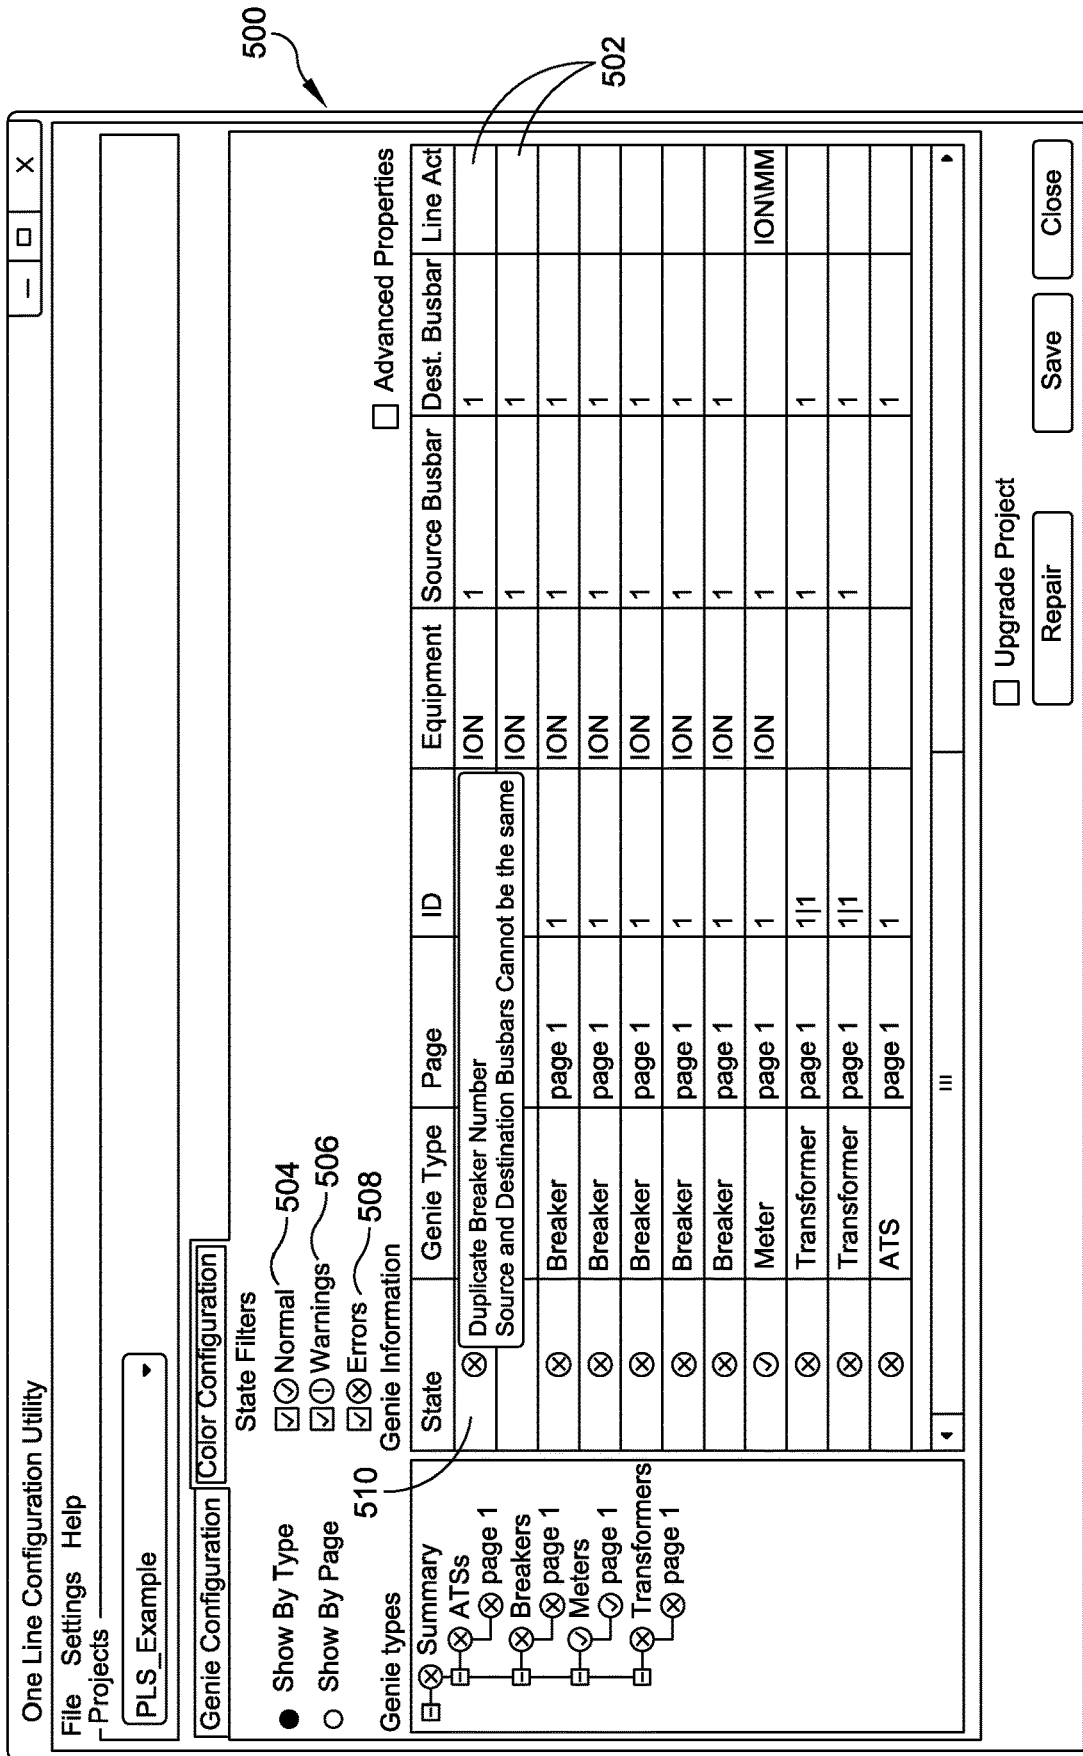 500
One Line Configuration Utility
— □ X
File Settings Help
Projects
PLS_Example
Genie Configuration Color Configuration
Show By Type
Show By Page
State Filters
Normal 504
Warnings 506
Errors 508
510
Genie types
Summary
ATSs
page 1
Breakers
page 1
Meters
page 1
Transformers
page 1
Genie Information
Advanced Properties
State Genie Type Page ID Equipment Source Busbar Dest. Busbar Line Act
Duplicate Breaker Number
Source and Destination Busbars Cannot be the same
ION 1 1
ION 1 1
Breaker page 1 1 ION 1 1
Breaker page 1 1 ION 1 1
Breaker page 1 1 ION 1 1
Breaker page 1 1 ION 1 1
Breaker page 1 1 ION 1 1
Meter page 1 1 ION 1 ION\MM
Transformer page 1 1|1 1 1
Transformer page 1 1|1 1 1
ATS page 1 1 1
502
Upgrade Project
Repair Save Close